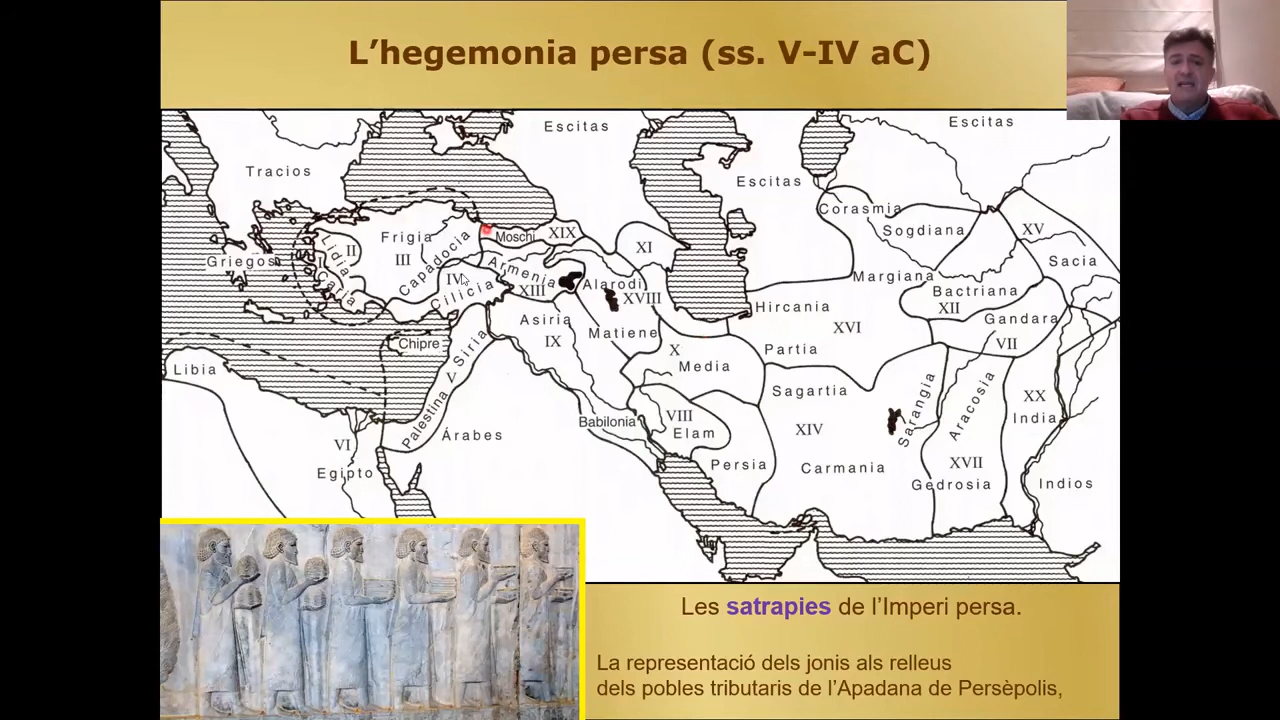 L’hegemonia persa (ss. V-IV aC)
Escitas
Escitas
Tracios
Escitas
Corasmia
Sogdiana
XV
Frigia
Capadocia
Moschi
XIX
XI
Lidia
II
Griegos
III
Sacia
Caria
IV
Cilicia
Armenia
XIII
Alarodi
XVIII
Margiana
Bactriana
XII
Hircania
Gandara
Asiria
Matiene
XVI
Chipre
IX
VII
Siria
X
Media
Partia
Libia
V
Palestina
Sagartia
Sarangia
Aracosia
XX
India
VIII
Elam
Babilonia
XIV
VI
Egipto
Árabes
Persia
Carmania
XVII
Gedrosia
Indios
Les satrapies de l’Imperi persa.
La representació dels jonis als relleus
dels pobles tributaris de l’Apadana de Persèpolis,